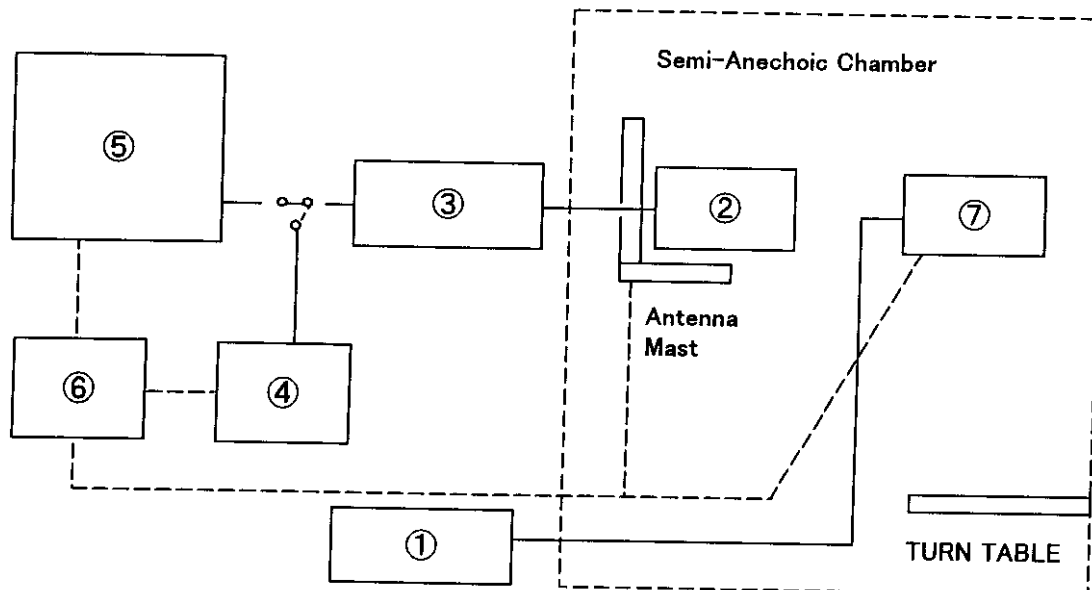 Semi-Anechoic Chamber
⑤
③
②
⑦
Antenna
Mast
⑥
④
①
TURN TABLE